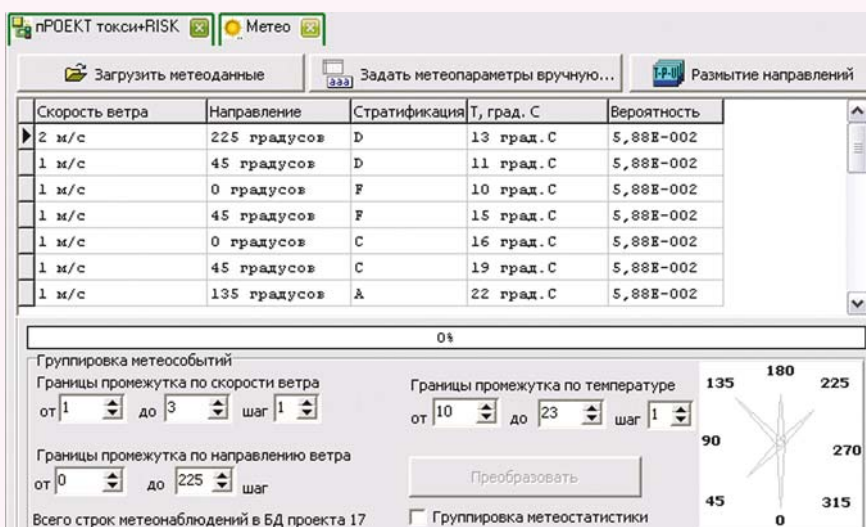 пРОЕКТ токси+RISK Метео
Загрузить метеоданные Задать метеопараметры вручную... Размытие направлений
Скорость ветра Направление Стратификация Т, град. С Вероятность
2 м/с 225 градусов D 13 град.С 5,88E-002
1 м/с 45 градусов D 11 град.С 5,88E-002
1 м/с 0 градусов F 10 град.С 5,88E-002
1 м/с 45 градусов F 15 град.С 5,88E-002
1 м/с 0 градусов C 16 град.С 5,88E-002
1 м/с 45 градусов C 19 град.С 5,88E-002
1 м/с 135 градусов A 22 град.С 5,88E-002
0%
Группировка метеособытий
Границы промежутка по скорости ветра
от 1 до 3 шаг 1
Границы промежутка по температуре
от 10 до 23 шаг 1
Границы промежутка по направлению ветра
от 0 до 225 шаг
Преобразовать
Всего строк метеонаблюдений в БД проекта 17
Группировка метеостатистики
180
135 225
90 270
45 315
0